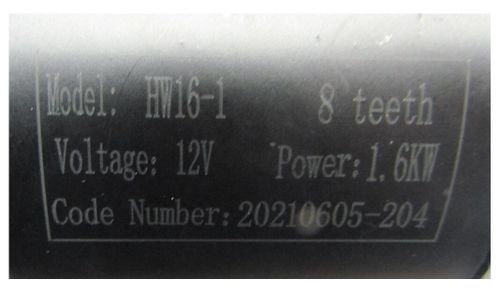 Model: HW16-1 8 teeth
Voltage: 12V Power: 1.6KW
Code Number: 20210605-204